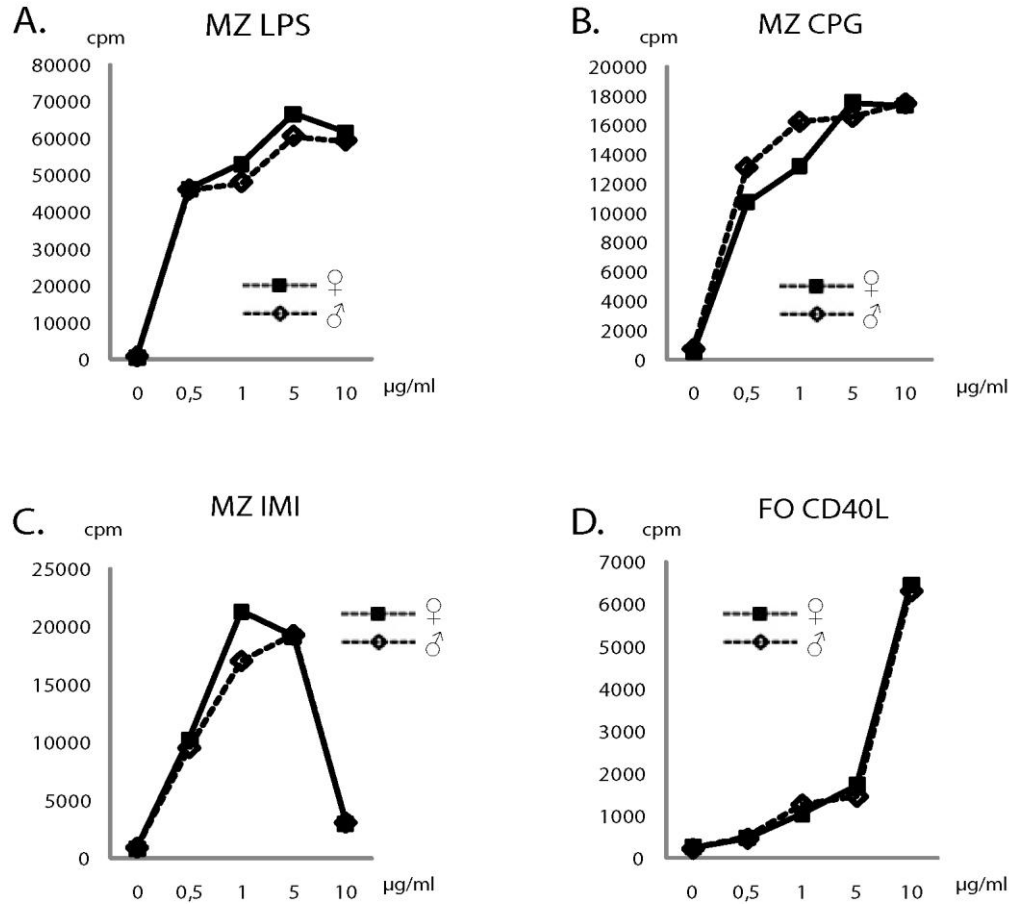 A.
MZ LPS
cpm
80000
70000
60000
50000
40000
30000
20000
10000
0
♀
♂
0 0,5 1 5 10 µg/ml
B.
MZ CPG
cpm
20000
18000
16000
14000
12000
10000
8000
6000
4000
2000
0
♀
♂
0 0,5 1 5 10 µg/ml
C.
MZ IMI
cpm
25000
20000
15000
10000
5000
0
♀
♂
0 0,5 1 5 10 µg/ml
D.
FO CD40L
cpm
7000
6000
5000
4000
3000
2000
1000
0
♀
♂
0 0,5 1 5 10 µg/ml